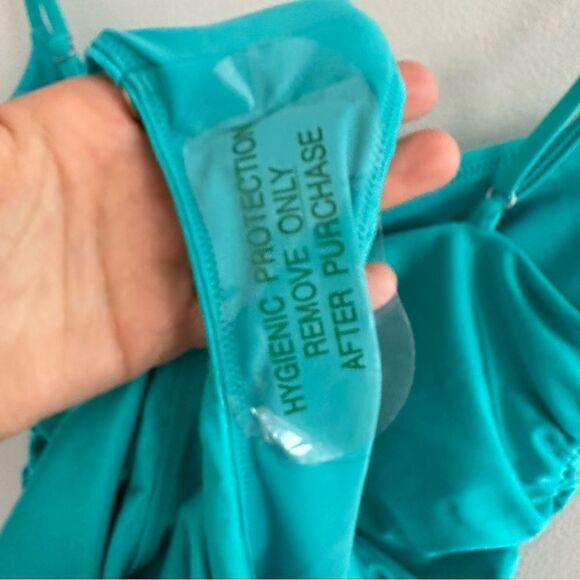 HYGIENIC PROTECTION
REMOVE ONLY
AFTER PURCHASE